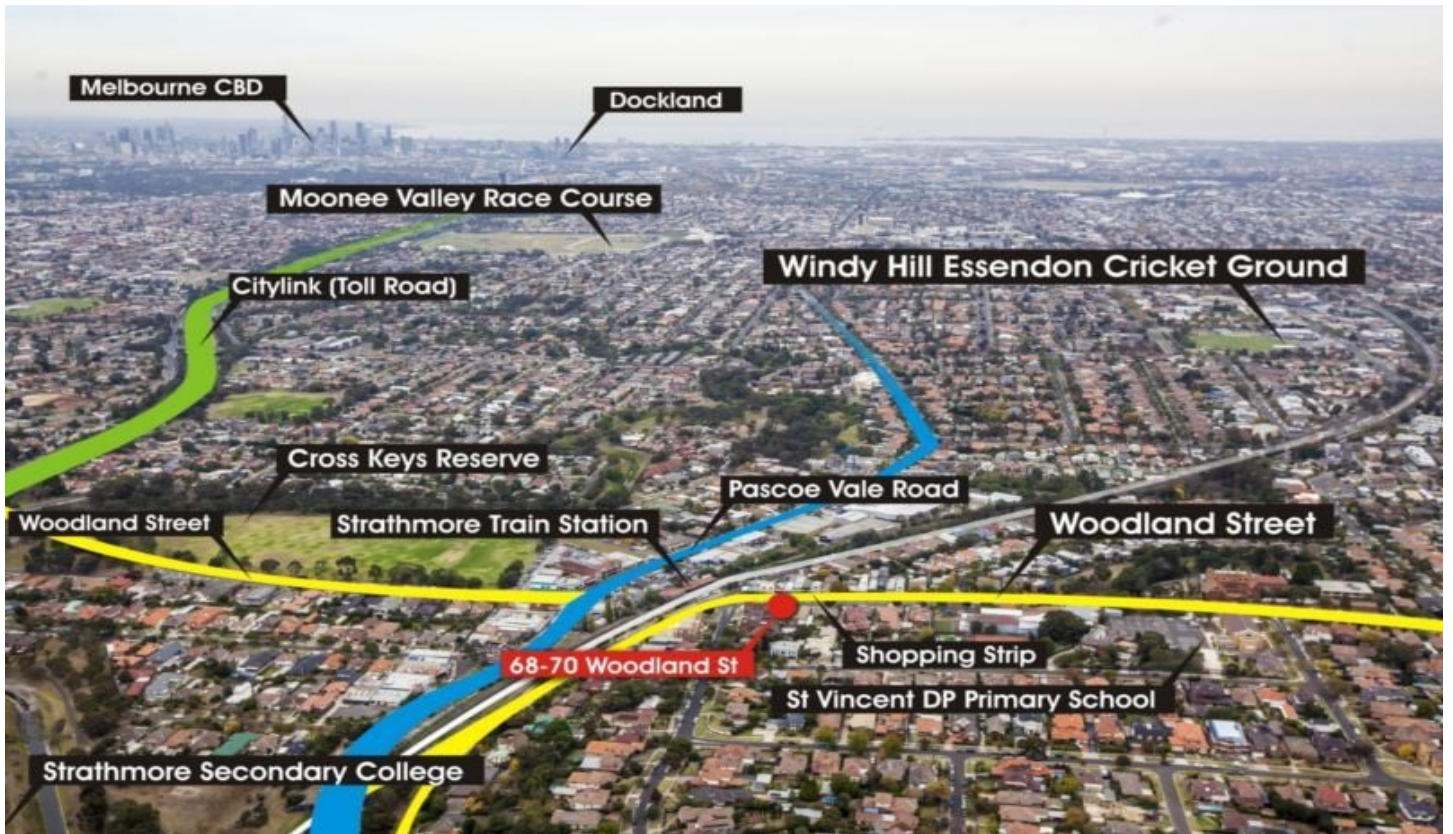 Melbourne CBD
Dockland
Moonee Valley Race Course
Windy Hill Essendon Cricket Ground
Citylink (Toll Road)
Cross Keys Reserve
Pascoe Vale Road
Woodland Street
Strathmore Train Station
Woodland Street
68-70 Woodland St
Shopping Strip
St Vincent DP Primary School
Strathmore Secondary College